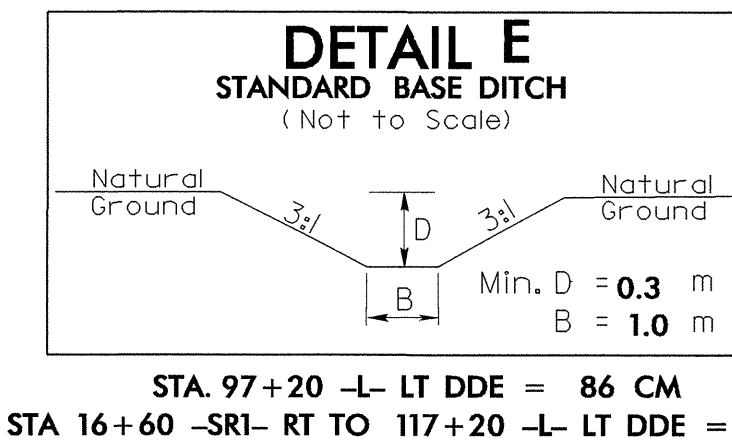 DETAIL E
STANDARD BASE DITCH
(Not to Scale)
Natural
Ground
3:1
D
3:1
Natural
Ground
B
Min. D = 0.3 m
B = 1.0 m
STA. 97+20 -L- LT DDE = 86 CM
STA 16+60 -SR1- RT TO 117+20 -L- LT DDE =